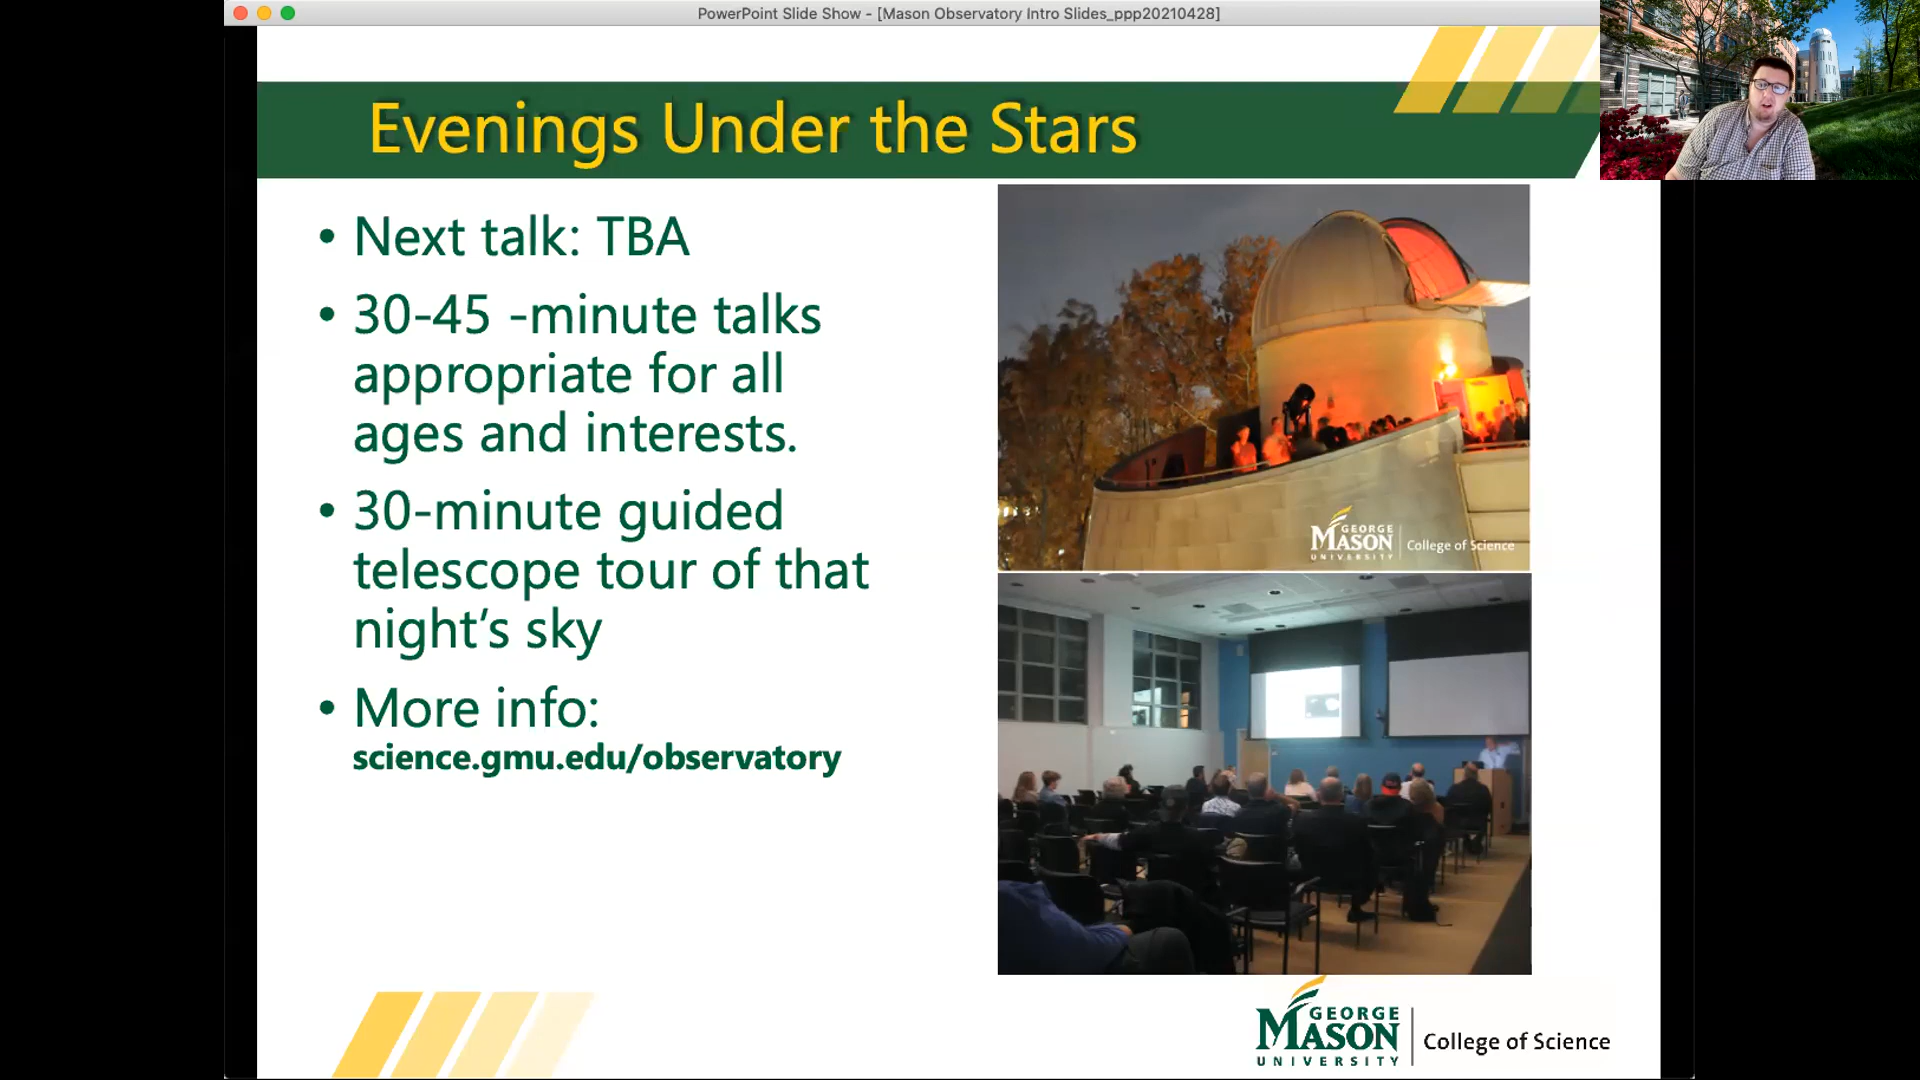 PowerPoint Slide Show - [Mason Observatory Intro Slides_ppp20210428]
Evenings Under the Stars
• Next talk: TBA
• 30-45 -minute talks
appropriate for all
ages and interests.
• 30-minute guided
telescope tour of that
night’s sky
• More info:
science.gmu.edu/observatory
GEORGE
MASON
UNIVERSITY
College of Science
GEORGE
MASON
UNIVERSITY
College of Science